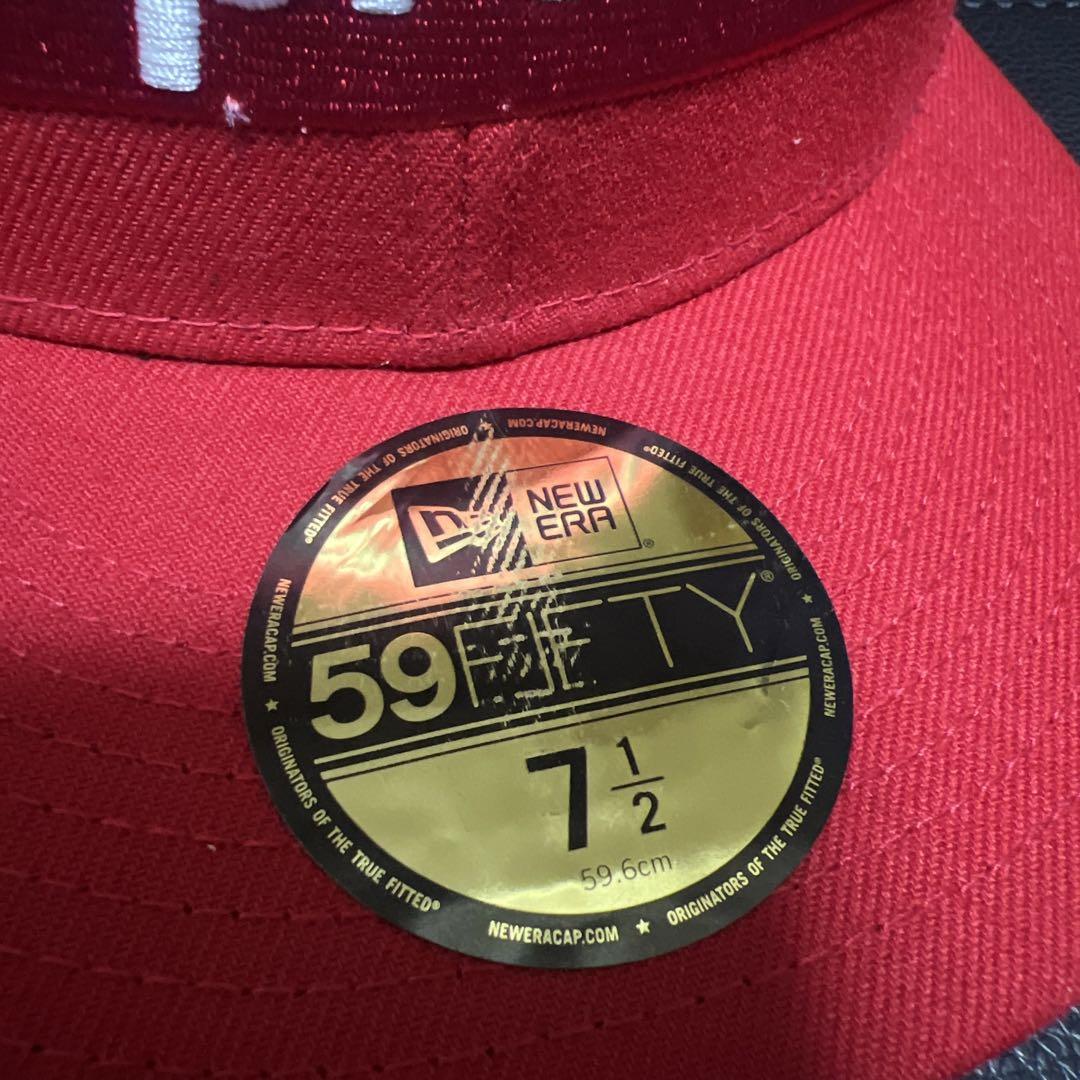 ORIGINATORS OF THE TRUE FITTED®
NEWERACAP.COM
ORIGINATORS OF THE TRUE FITTED®
NEWERACAP.COM
ORIGINATORS OF THE TRUE FITTED®
NEWERACAP.COM
ORIGINATORS OF THE TRUE FITTED®
NEWERACAP.COM
NEW
ERA®
59FIFTY®
7 1/2
59.6cm